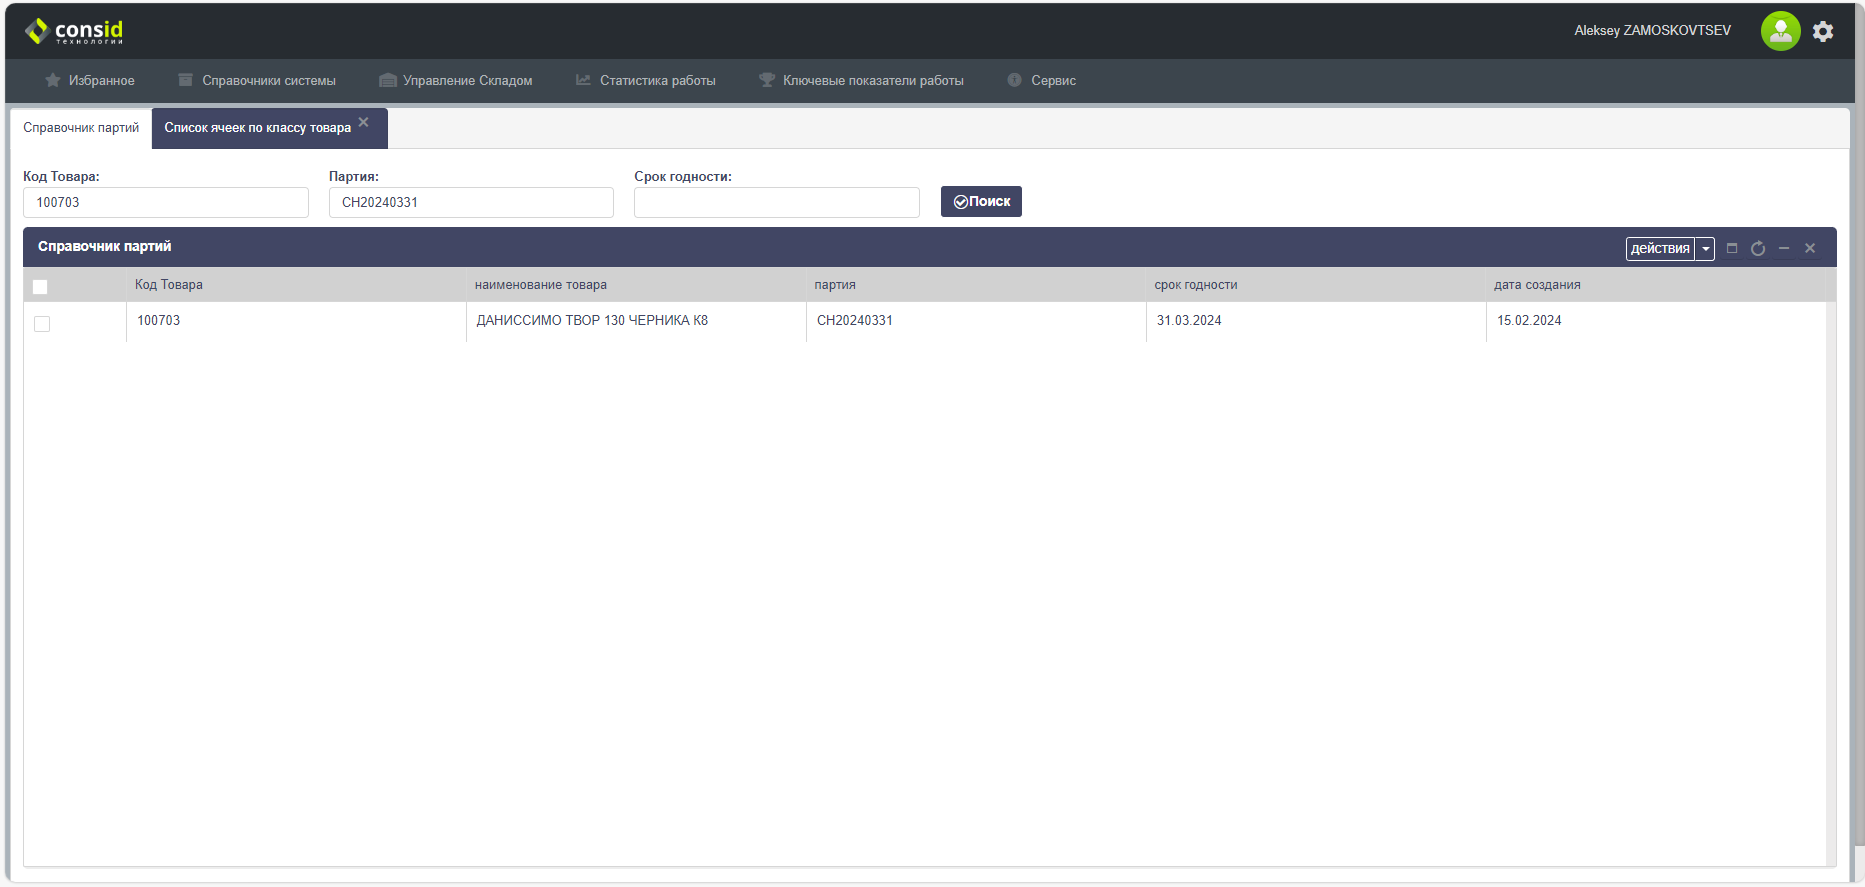 consid
технологии
Aleksey ZAMOSKOVTSEV
Избранное
Справочники системы
Управление Складом
Статистика работы
Ключевые показатели работы
Сервис
Справочник партий
Список ячеек по классу товара
Код Товара:
Партия:
Срок годности:
100703
CH20240331
Поиск
Справочник партий
действия
Код Товара
наименование товара
партия
срок годности
дата создания
100703
ДАНИССИМО ТВОР 130 ЧЕРНИКА К8
CH20240331
31.03.2024
15.02.2024